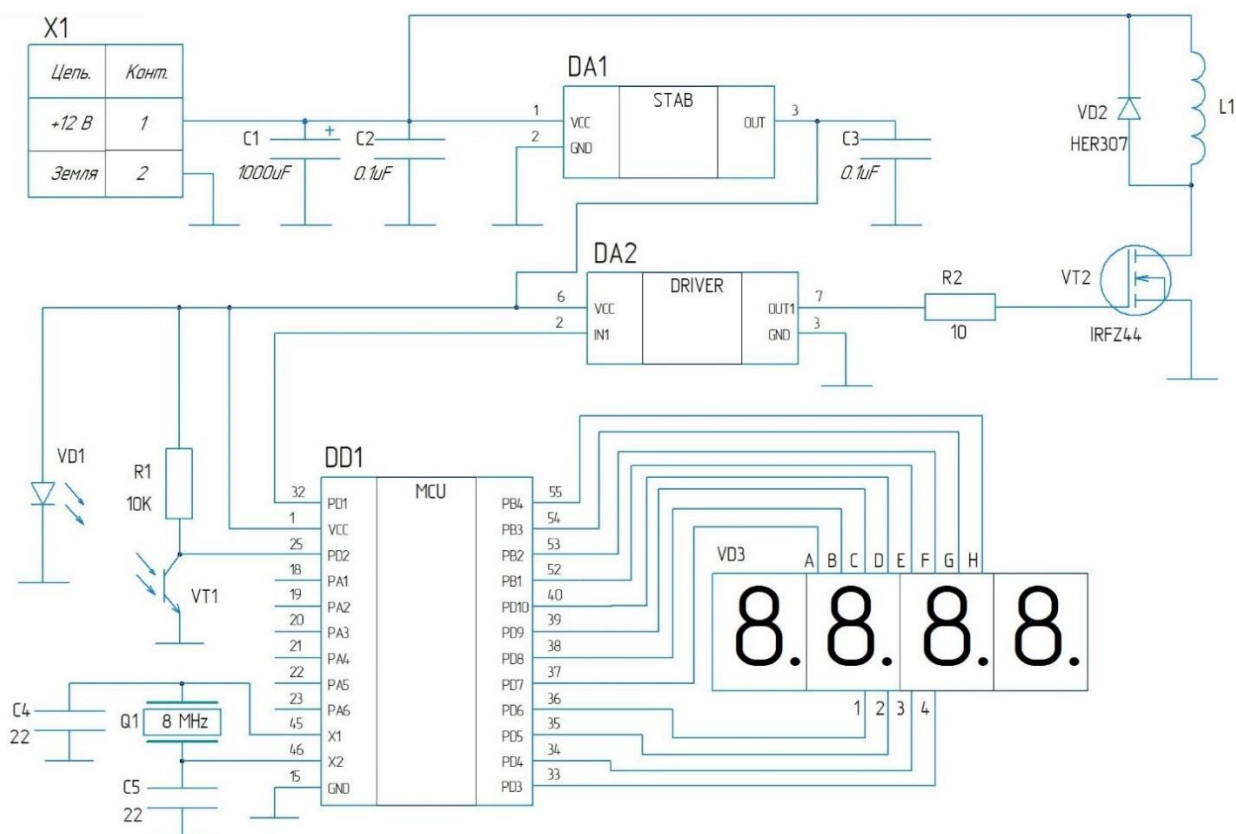 X1
Цепь. Конт.
+12 В 1
Земля 2
C1
+
1000uF
C2
0.1uF
DA1
STAB
1 VCC
2 GND
OUT 3
C3
0.1uF
VD2
HER307
L1
DA2
DRIVER
6 VCC
2 IN1
OUT1 7
GND 3
R2
10
VT2
IRFZ44
VD1
R1
10K
VT1
DD1
MCU
32 PD1 PB4 55
1 VCC PB3 54
25 PD2 PB2 53
18 PA1 PB1 52
19 PA2 PD10 40
20 PA3 PD9 39
21 PA4 PD8 38
22 PA5 PD7 37
23 PA6 PD6 36
45 X1 PD5 35
46 X2 PD4 34
15 GND PD3 33
C4
22
Q1 8 MHz
C5
22
VD3 A B C D E F G H
8. 8. 8. 8.
1 2 3 4